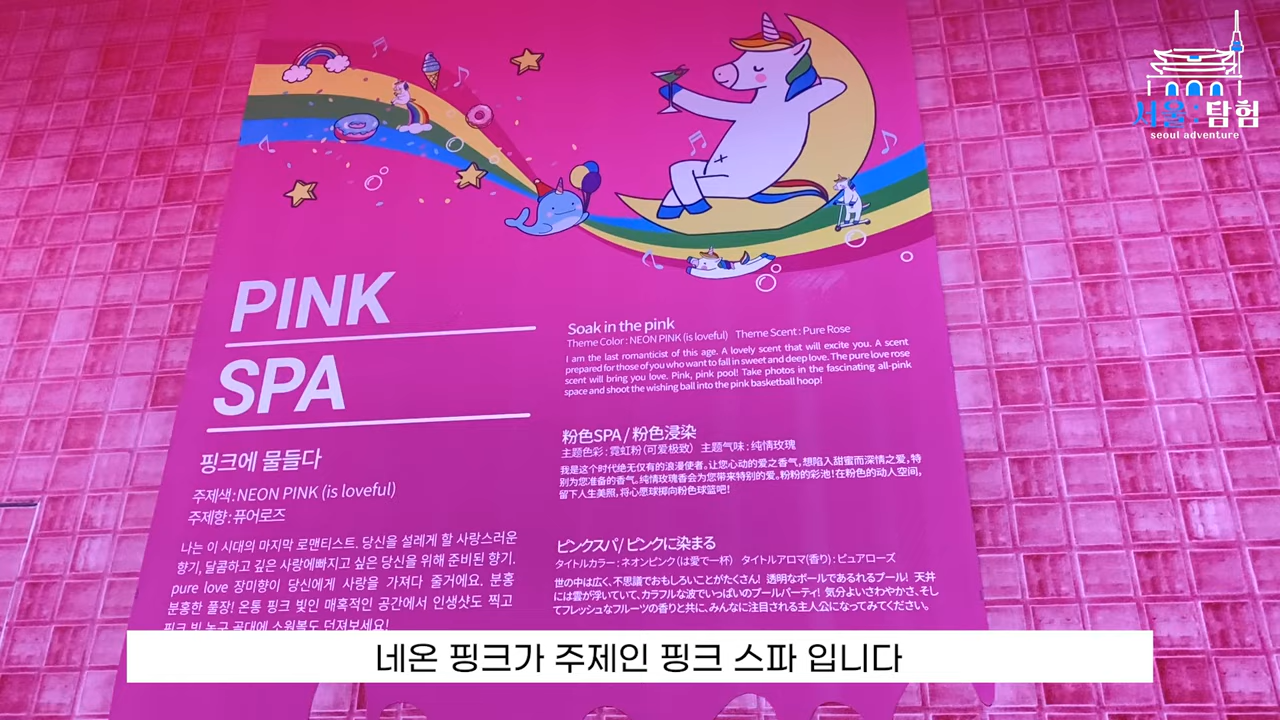 서울:탐험
seoul adventure
PINK
SPA
핑크에 물들다
주제색:NEON PINK (is loveful)
주제향:퓨어로즈
나는 이 시대의 마지막 로맨티스트. 당신을 설레게 할 사랑스러운
향기, 달콤하고 깊은 사랑에빠지고 싶은 당신을 위해 준비된 향기.
pure love 장미향이 당신에게 사랑을 가져다 줄거에요. 분홍
분홍한 풀장! 온통 핑크 빛인 매혹적인 공간에서 인생샷도 찍고
핑크 빛 농구 골대에 소원볼도 던져보세요!
Soak in the pink
Theme Color : NEON PINK (is loveful) Theme Scent : Pure Rose
I am the last romanticist of this age. A lovely scent that will excite you. A scent
prepared for those of you who want to fall in sweet and deep love. The pure love rose
scent will bring you love. Pink, pink pool! Take photos in the fascinating all-pink
space and shoot the wishing ball into the pink basketball hoop!
粉色SPA / 粉色浸染
主题色彩 : 霓虹粉 (可爱极致) 主题气味 : 纯情玫瑰
我是这个时代绝无仅有的浪漫使者。让您心动的爱之香气，想陷入甜蜜而深情之爱，特
别为您准备的香气。纯情玫瑰香会为您带来特别的爱。粉粉的彩池！在粉色的动人空间，
留下人生美照，将心愿球掷向粉色球篮吧！
ピンクスパ/ ピンクに染まる
タイトルカラー : ネオンピンク (は愛で一杯) タイトルアロマ(香り) : ピュアローズ
世の中は広く、不思議でおもしろいことがたくさん! 透明なボールであるれるプール! 天井
には雲が浮いていて、カラフルな波でいっぱいのプールパーティ! 気分よいさわやかさ、そし
てフレッシュなフルーツの香りと共に、みんなに注目される主人公になってみてください。
네온 핑크가 주제인 핑크 스파 입니다